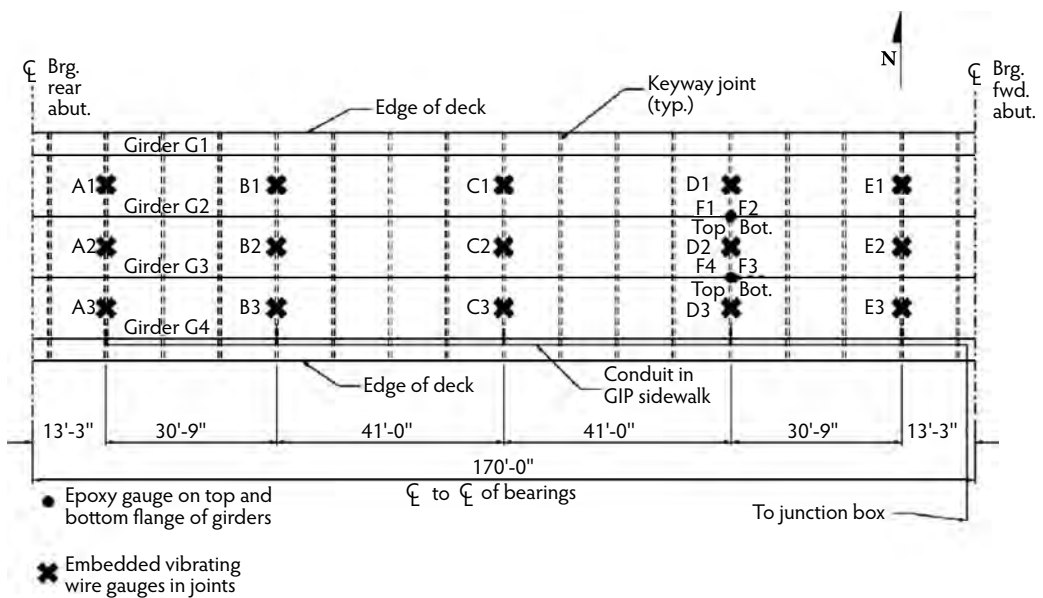 N
℄ Brg.
rear
abut.
℄ Brg.
fwd.
abut.
Keyway joint
(typ.)
Edge of deck
Girder G1
A1 B1 C1 D1 E1
Girder G2 F1 F2
Top Bot.
A2 B2 C2 D2 E2
Girder G3 F4 F3
Top Bot.
A3 B3 C3 D3 E3
Girder G4
Edge of deck
Conduit in
GIP sidewalk
13'-3" 30'-9" 41'-0" 41'-0" 30'-9" 13'-3"
170'-0"
℄ to ℄ of bearings
Epoxy gauge on top and
bottom flange of girders
To junction box
Embedded vibrating
wire gauges in joints